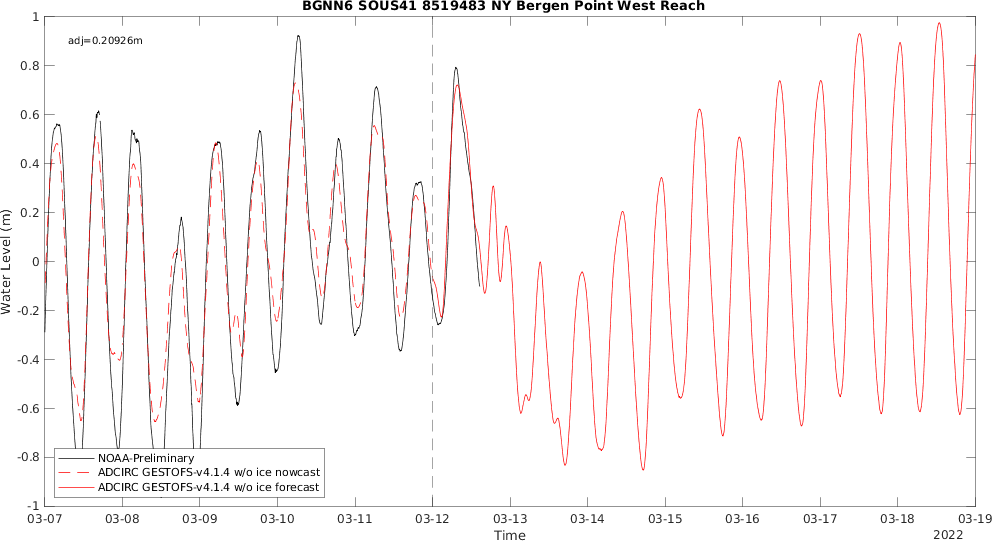 BGNN6 SOUS41 8519483 NY Bergen Point West Reach
adj=0.20926m
1
0.8
0.6
0.4
0.2
0
-0.2
-0.4
-0.6
-0.8
-1
Water Level (m)
NOAA-Preliminary
ADCIRC GESTOFS-v4.1.4 w/o ice nowcast
ADCIRC GESTOFS-v4.1.4 w/o ice forecast
03-07 03-08 03-09 03-10 03-11 03-12 03-13 03-14 03-15 03-16 03-17 03-18 03-19
Time
2022